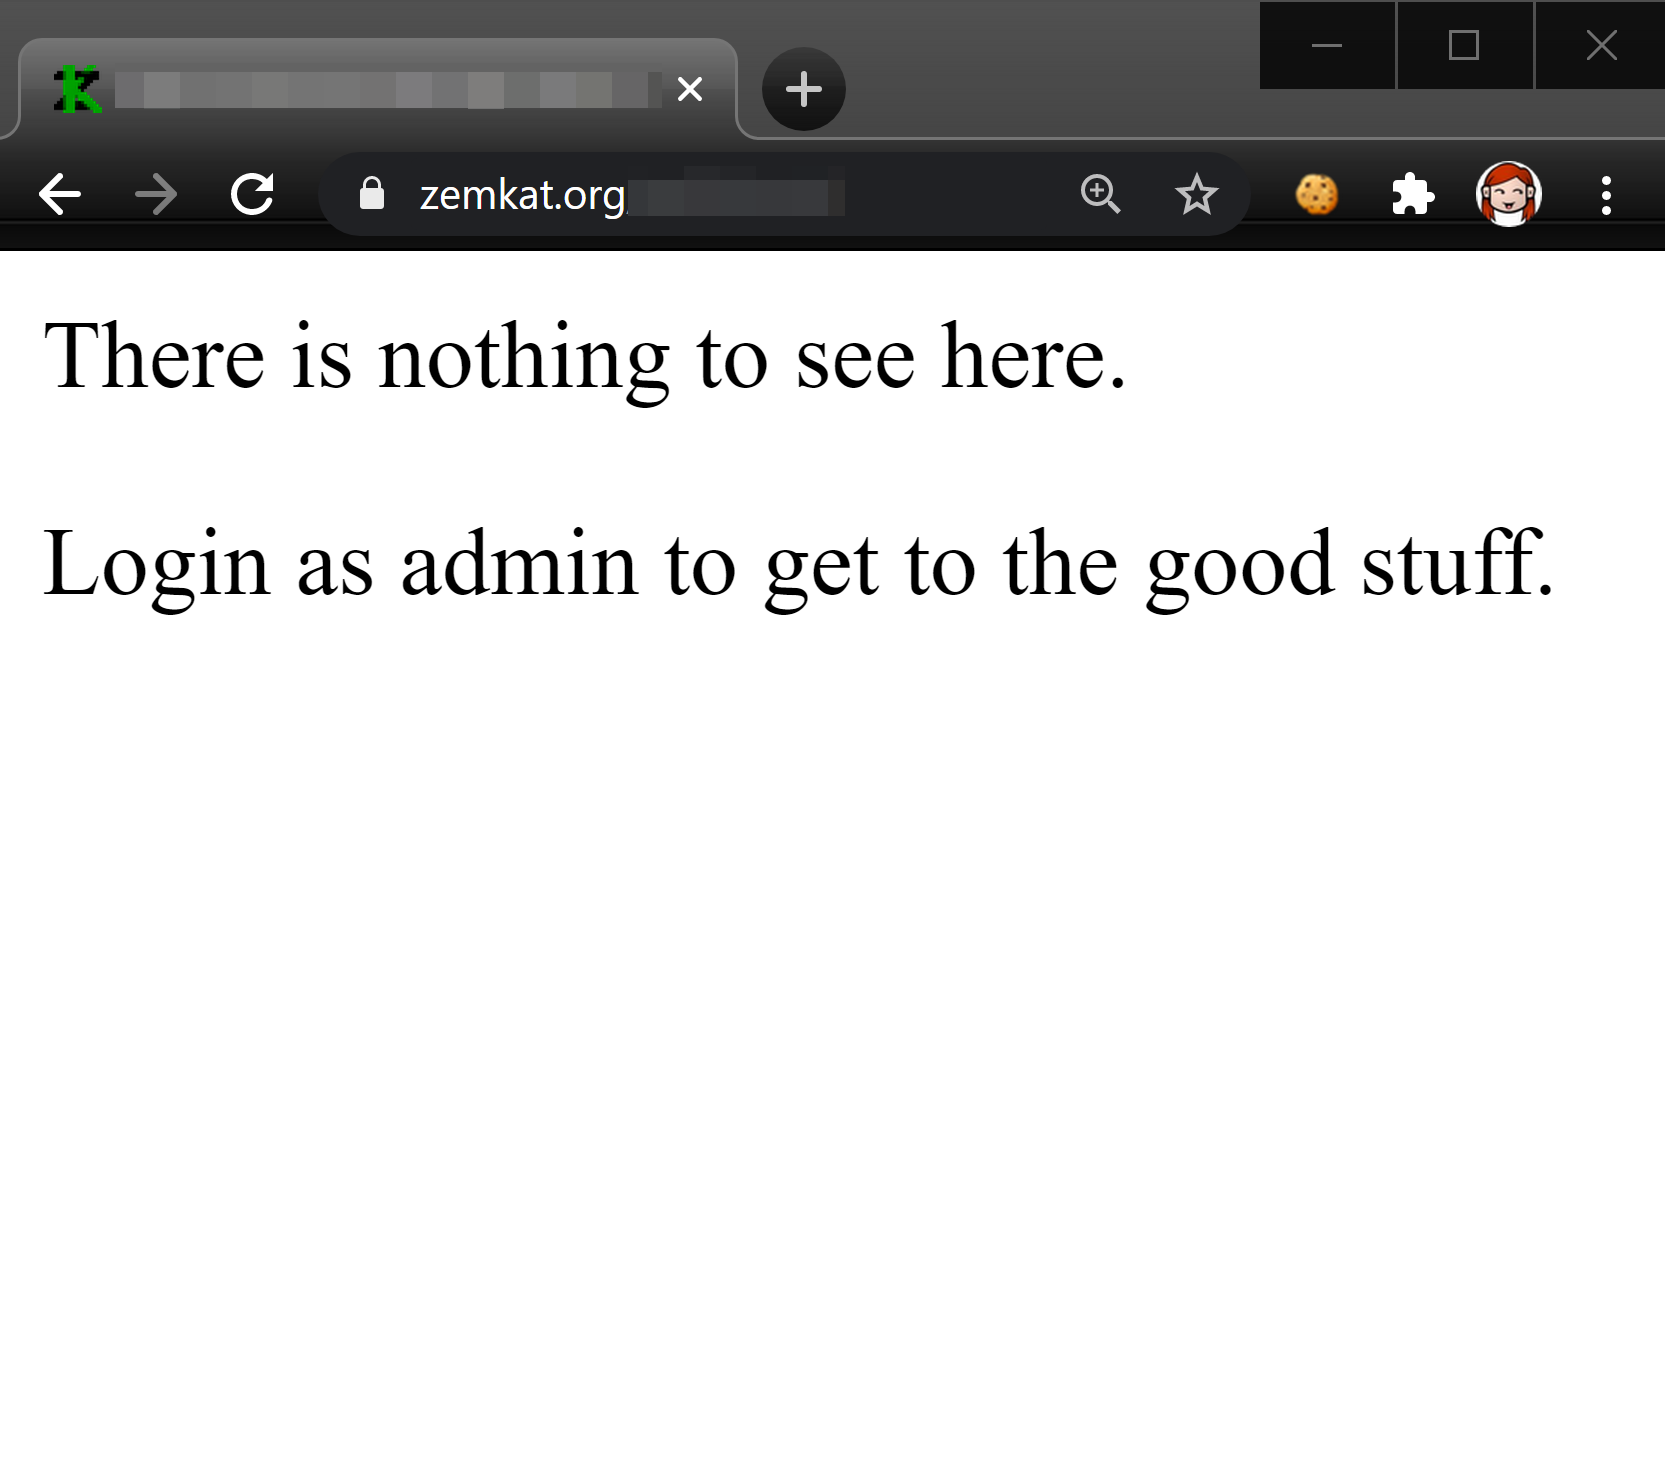 zemkat.org
There is nothing to see here.
Login as admin to get to the good stuff.